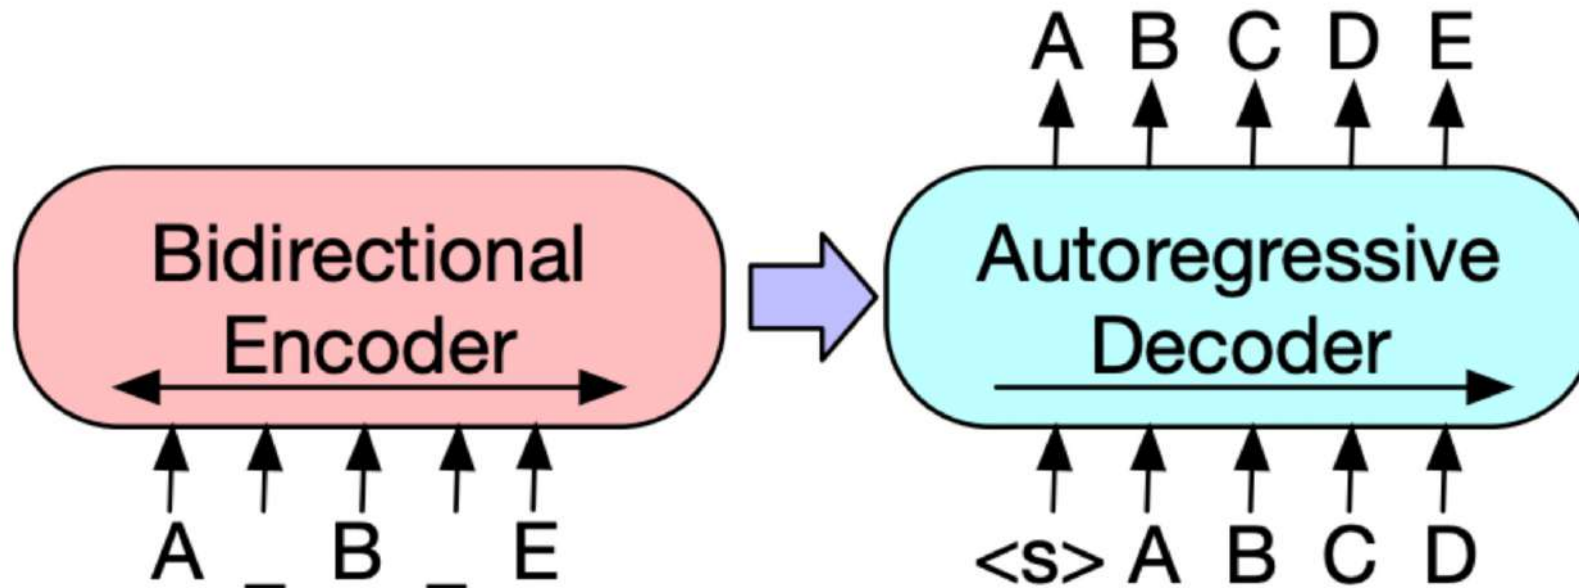 A B C D E
Bidirectional
Encoder
Autoregressive
Decoder
A _ B _ E
<s> A B C D